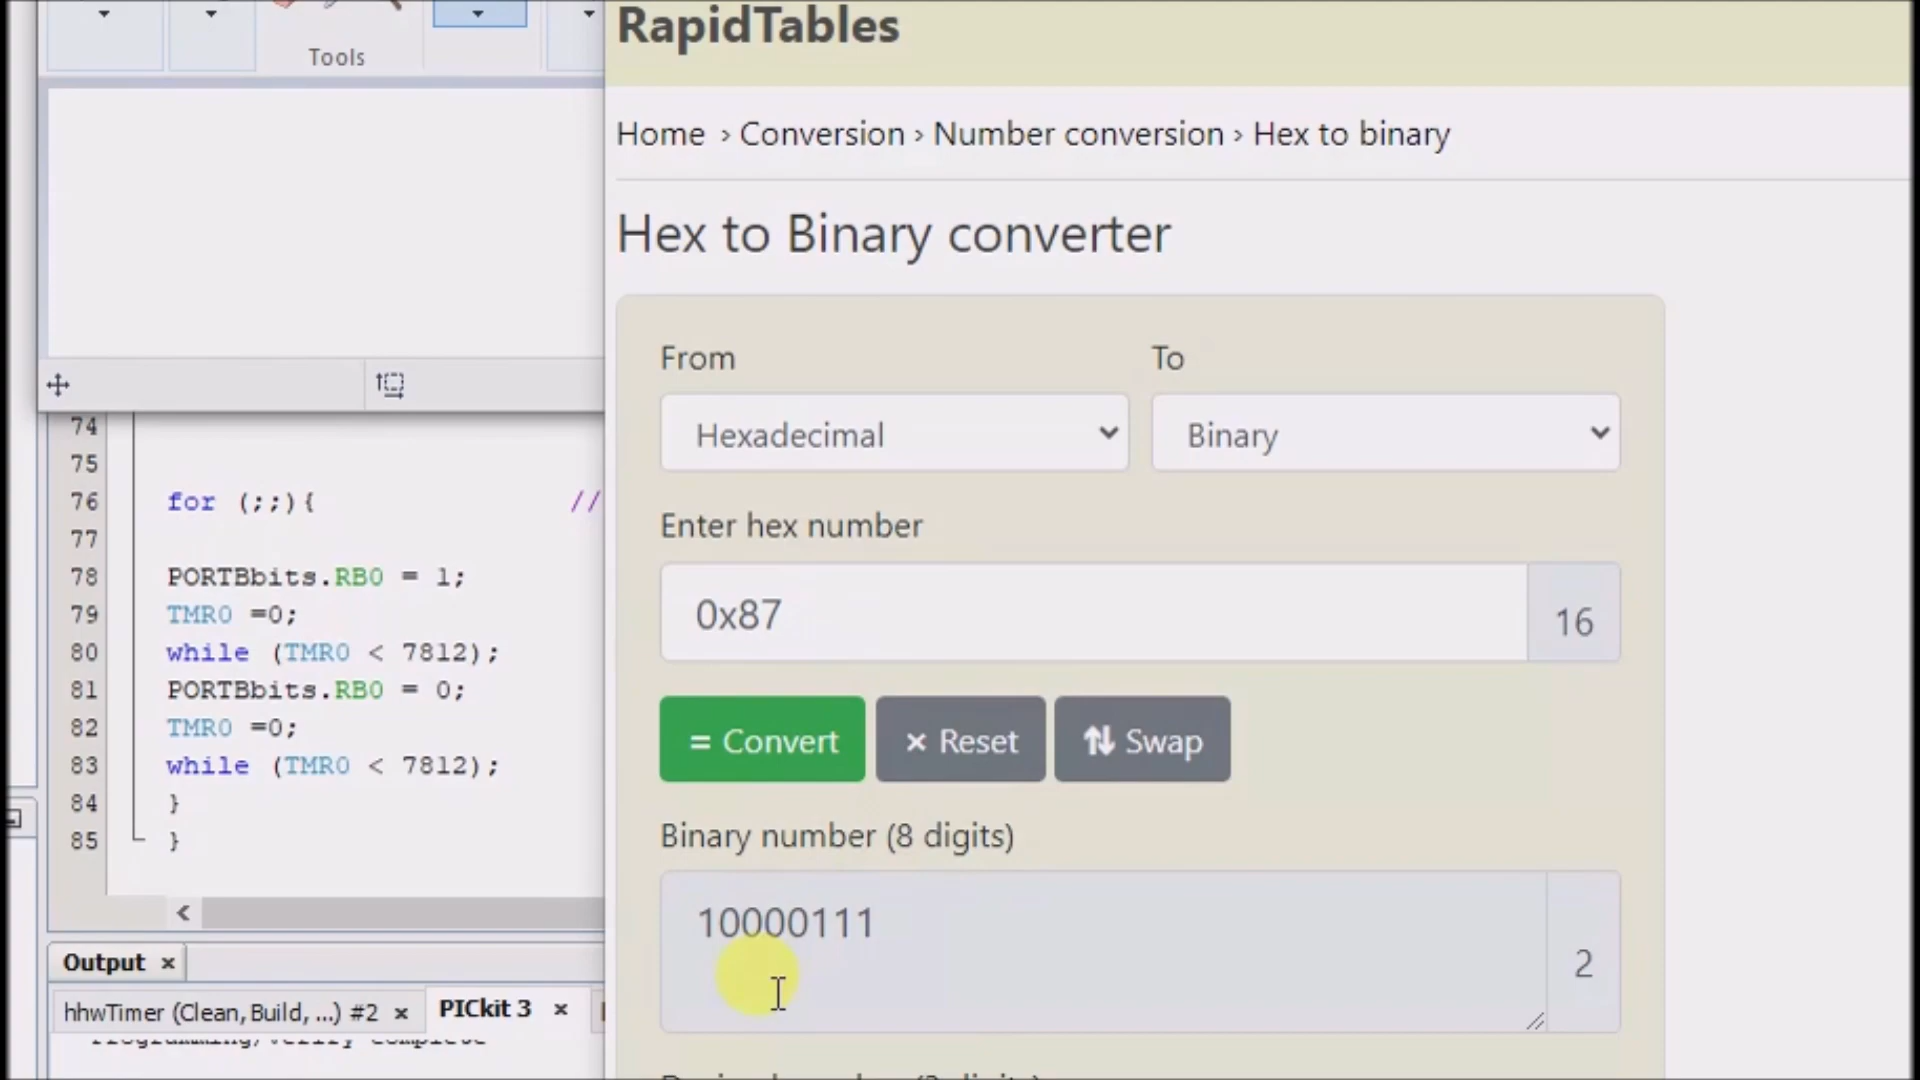 Tools
74
75
76 for (;;){ //
77
78 PORTBbits.RB0 = 1;
79 TMR0 =0;
80 while (TMR0 < 7812);
81 PORTBbits.RB0 = 0;
82 TMR0 =0;
83 while (TMR0 < 7812);
84 }
85 }
Output ×
hhwTimer (Clean, Build, ...) #2 ×
PICkit 3 ×
Programming/Verify complete
RapidTables
Home › Conversion › Number conversion › Hex to binary
Hex to Binary converter
From
To
Hexadecimal
Binary
Enter hex number
0x87
16
= Convert
× Reset
Swap
Binary number (8 digits)
10000111
2